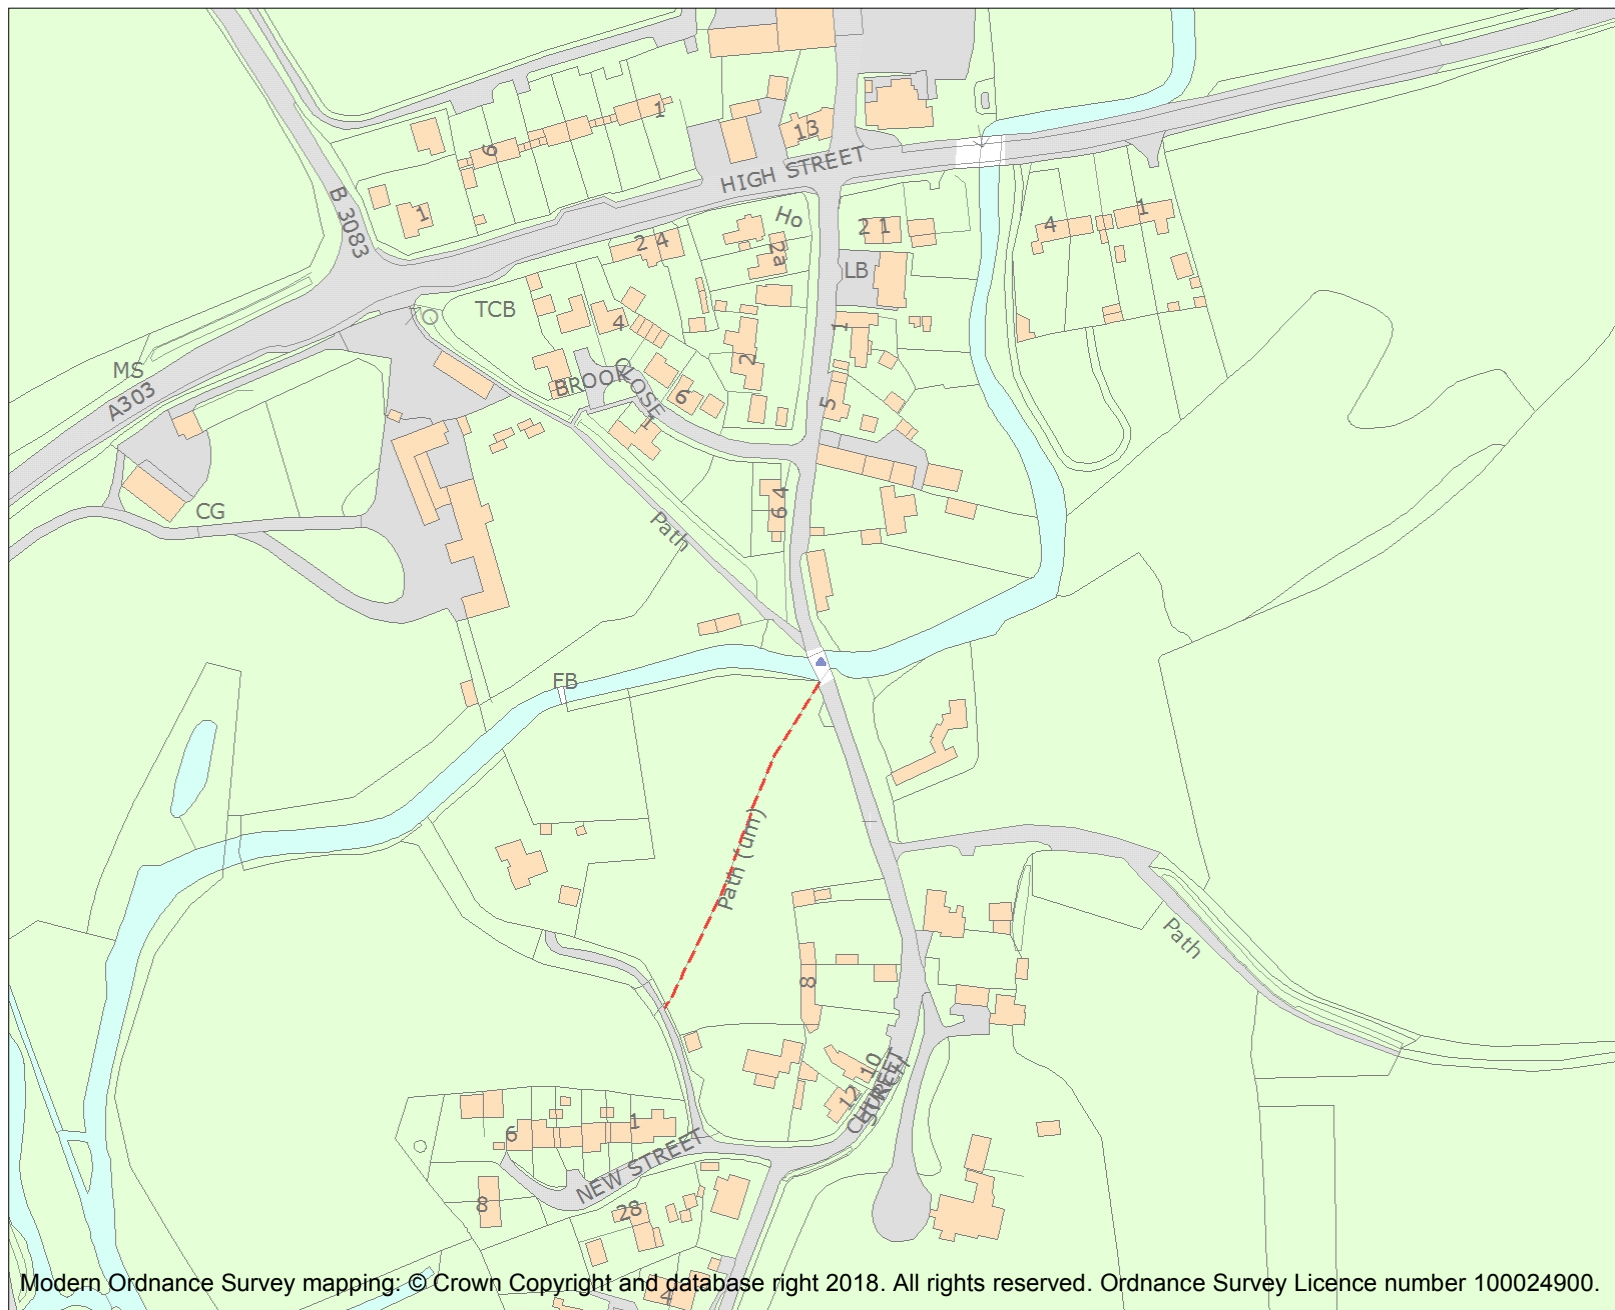 1
13
6
HIGH STREET
B 3083
1
Ho
4
1
2 4
2 1
2a
LB
TCB
4
1
MS
2
BROOK
CLOSE
A303
6
5
1
6 4
CG
Path
FB
Path (um)
Path
8
10
12
CHURCH
STREET
1
6
NEW STREET
8
28
4
Modern Ordnance Survey mapping: © Crown Copyright and database right 2018. All rights reserved. Ordnance Survey Licence number 100024900.